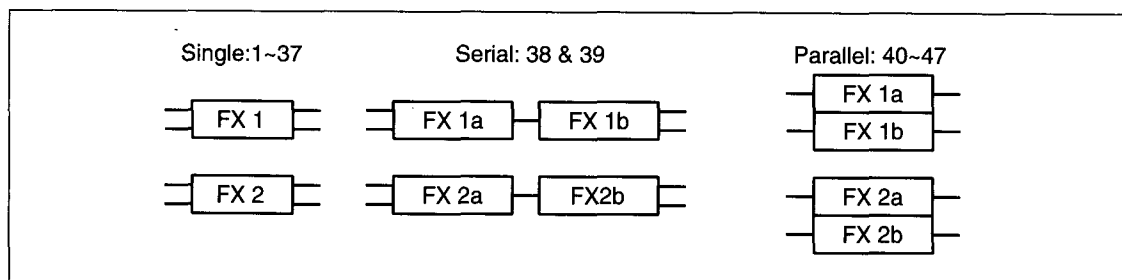 Single:1~37
FX 1
FX 2
Serial: 38 & 39
FX 1a FX 1b
FX 2a FX2b
Parallel: 40~47
FX 1a
FX 1b
FX 2a
FX 2b